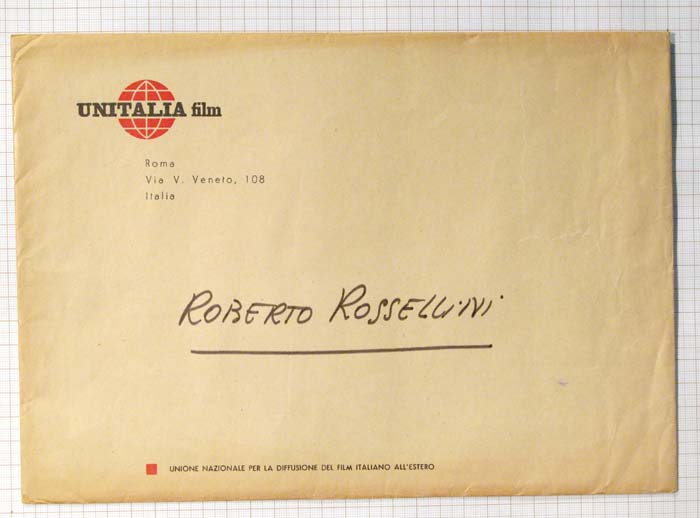 UNITALIA film
Roma
Via V. Veneto, 108
Italia
ROBERTO ROSSELLiNi
UNIONE NAZIONALE PER LA DIFFUSIONE DEL FILM ITALIANO ALL'ESTERO